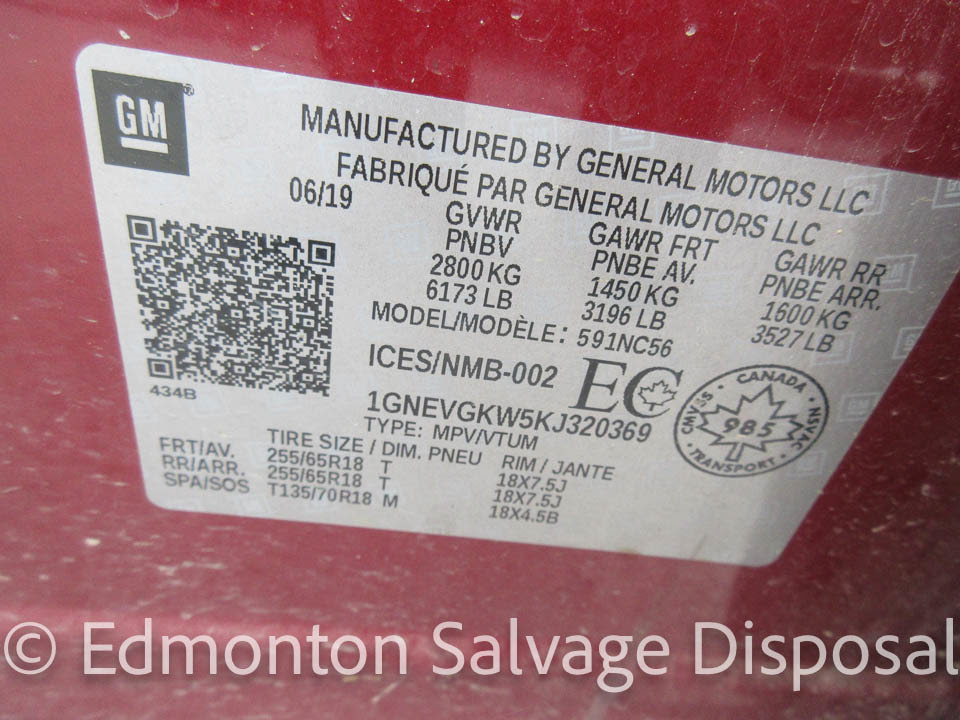 GM
MANUFACTURED BY GENERAL MOTORS LLC
FABRIQUÉ PAR GENERAL MOTORS LLC
06/19
GVWR GAWR FRT GAWR RR
PNBV PNBE AV. PNBE ARR.
2800 KG 1450 KG 1600 KG
6173 LB 3196 LB 3527 LB
MODEL/MODÈLE: 591NC56
ICES/NMB-002 EC
434B
1GNEVGKW5KJ320369
TYPE: MPV/VTUM
CANADA
CMVSS 985 NSVAC
TRANSPORT
TIRE SIZE / DIM. PNEU RIM / JANTE
FRT/AV. 255/65R18 T 18X7.5J
RR/ARR. 255/65R18 T 18X7.5J
SPA/SOS T135/70R18 M 18X4.5B
© Edmonton Salvage Disposal